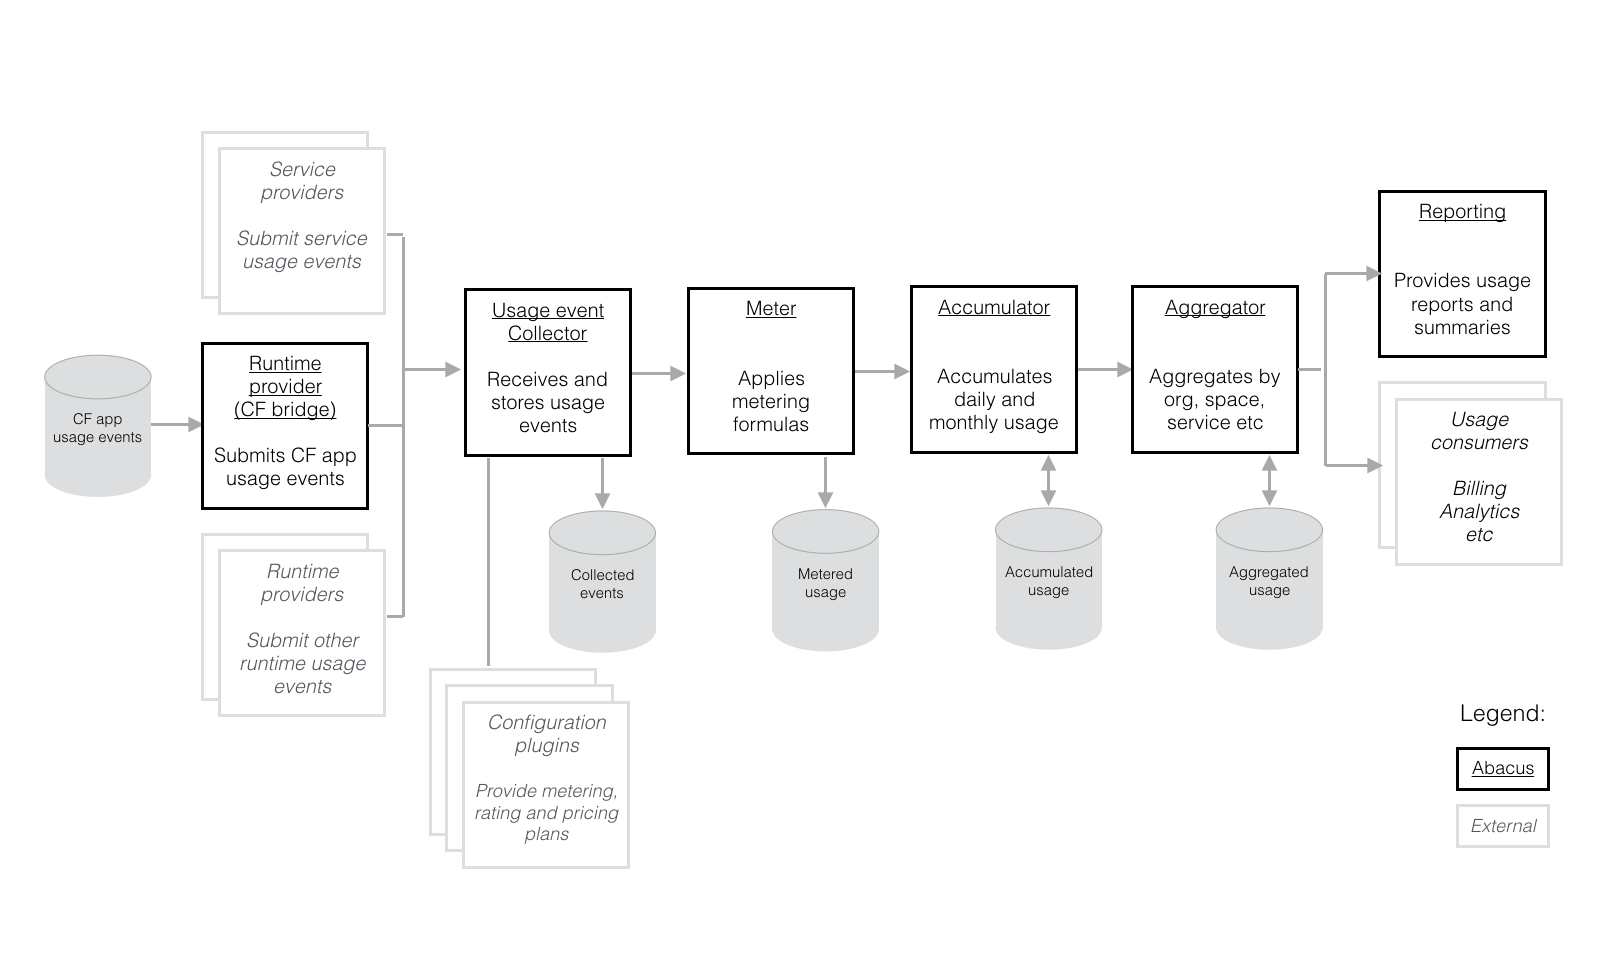 Service
providers
Submit service
usage events
CF app
usage events
Runtime
provider
(CF bridge)
Submits CF app
usage events
Runtime
providers
Submit other
runtime usage
events
Usage event
Collector
Receives and
stores usage
events
Collected
events
Configuration
plugins
Provide metering,
rating and pricing
plans
Meter
Applies
metering
formulas
Metered
usage
Accumulator
Accumulates
daily and
monthly usage
Accumulated
usage
Aggregator
Aggregates by
org, space,
service etc
Aggregated
usage
Reporting
Provides usage
reports and
summaries
Usage
consumers
Billing
Analytics
etc
Legend:
Abacus
External